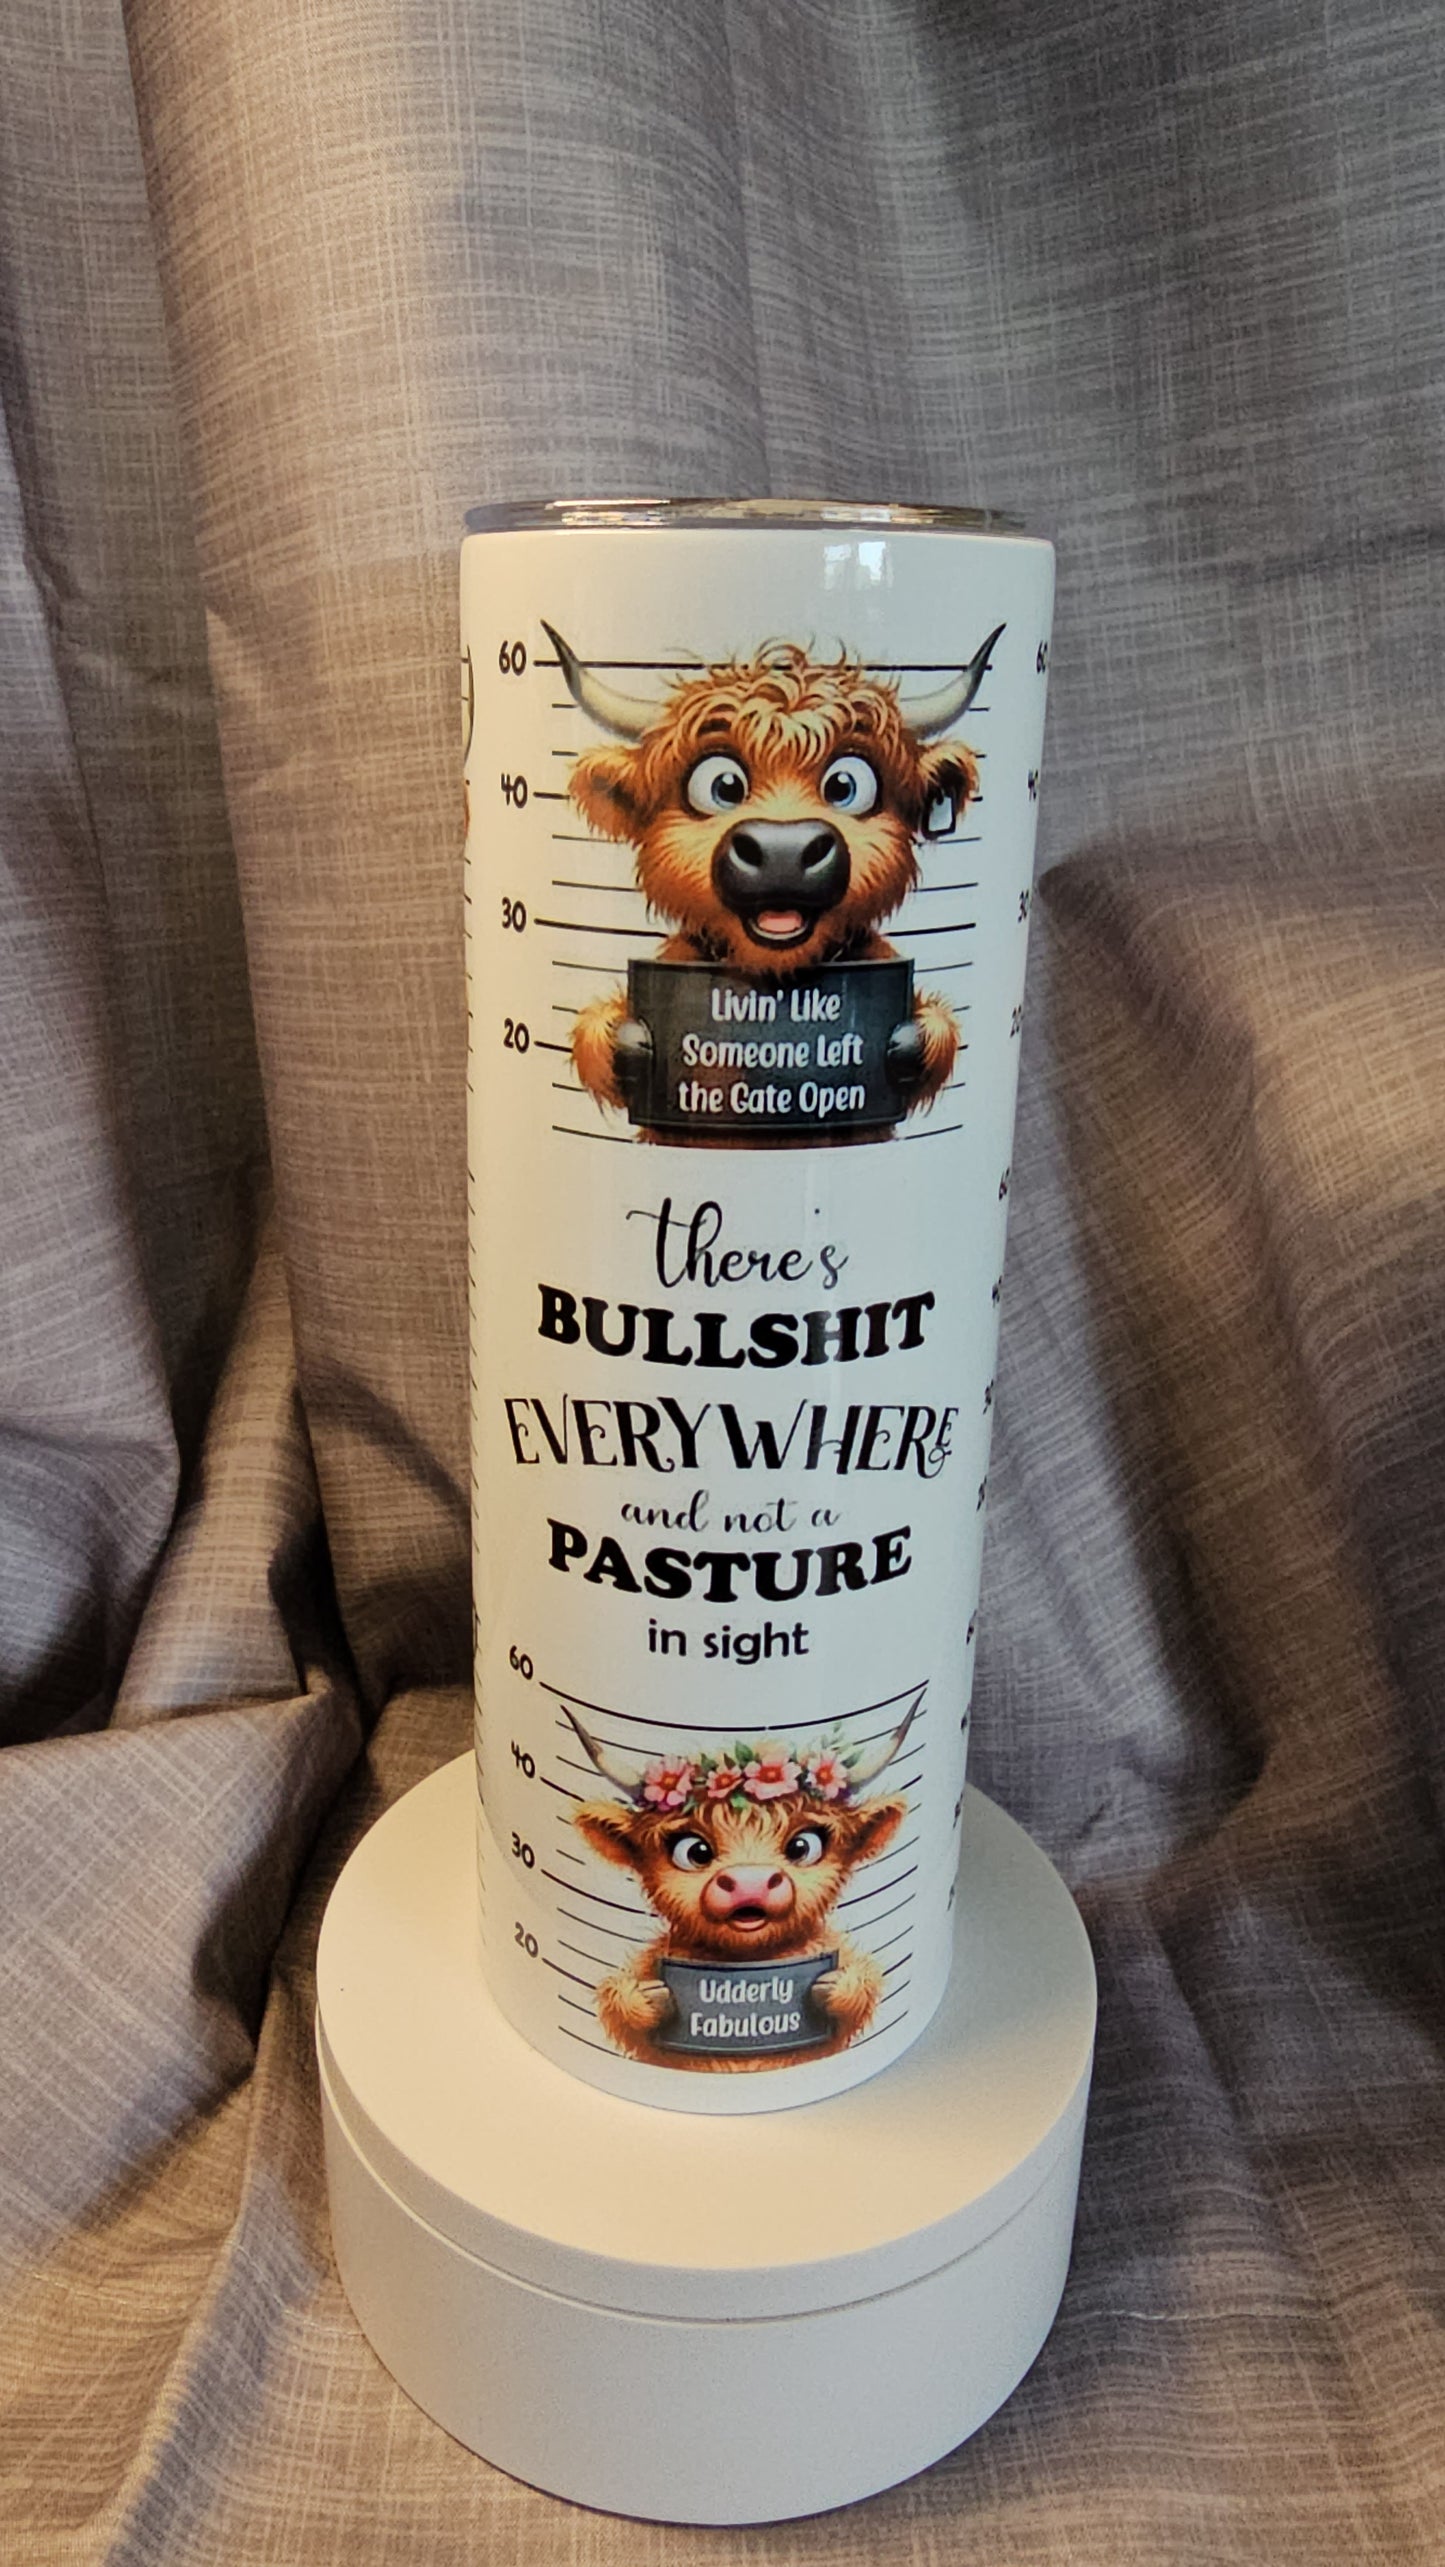 60
40
30
20
Livin' Like
Someone Left
the Gate Open
there's
BULLSHIT
EVERYWHERE
and not a
PASTURE
in sight
60
40
30
20
Udderly
Fabulous